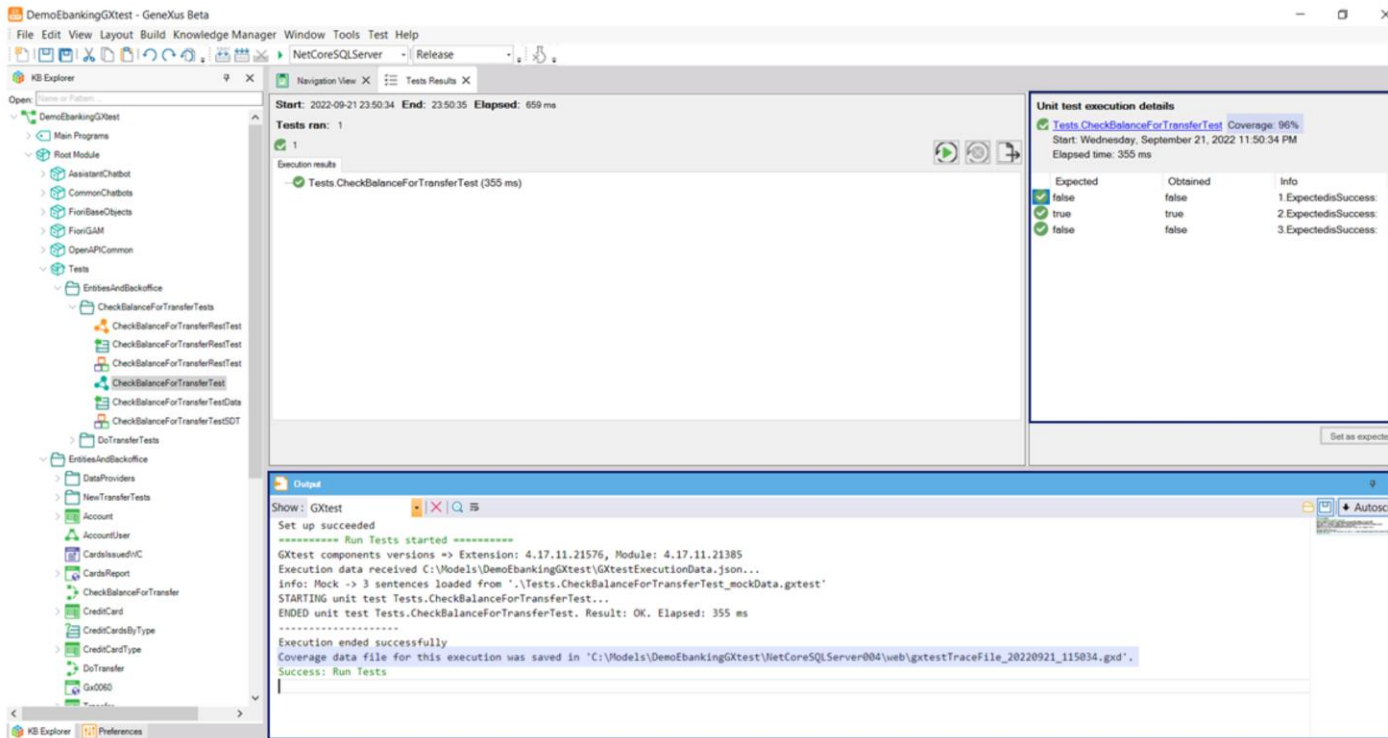 DemoEbankingGXtest - GeneXus Beta
File Edit View Layout Build Knowledge Manager Window Tools Test Help
NetCoreSQLServer Release
KB Explorer
Navigation View Tests Results
Open: Name or Pattern...
DemoEbankingGXtest
Main Programs
Root Module
AssistantChatbot
CommonChatbots
FioriBaseObjects
FioriGAM
OpenAPICommon
Tests
EntitiesAndBackoffice
CheckBalanceForTransferTests
CheckBalanceForTransferRestTest
CheckBalanceForTransferRestTest
CheckBalanceForTransferRestTest
CheckBalanceForTransferTest
CheckBalanceForTransferTestData
CheckBalanceForTransferTestSDT
DoTransferTests
EntitiesAndBackoffice
DataProviders
NewTransferTests
Account
AccountUser
CardsIssuedWC
CardsReport
CheckBalanceForTransfer
CreditCard
CreditCardsByType
CreditCardType
DoTransfer
Gx0060
Transfer
KB Explorer Preferences
Start: 2022-09-21 23:50:34 End: 23:50:35 Elapsed: 659 ms
Tests ran: 1
1
Execution results
Tests.CheckBalanceForTransferTest (355 ms)
Unit test execution details
Tests.CheckBalanceForTransferTest Coverage: 96%
Start: Wednesday, September 21, 2022 11:50:34 PM
Elapsed time: 355 ms
Expected Obtained Info
false false 1.ExpectedisSuccess:
true true 2.ExpectedisSuccess:
false false 3.ExpectedisSuccess:
Set as expecte
Output
Show: GXtest
Autosc
Set up succeeded
========== Run Tests started ==========
GXtest components versions => Extension: 4.17.11.21576, Module: 4.17.11.21385
Execution data received C:\Models\DemoEbankingGXtest\GXtestExecutionData.json...
info: Mock -> 3 sentences loaded from '.\Tests.CheckBalanceForTransferTest_mockData.gxtest'
STARTING unit test Tests.CheckBalanceForTransferTest...
ENDED unit test Tests.CheckBalanceForTransferTest. Result: OK. Elapsed: 355 ms
-------------------
Execution ended successfully
Coverage data file for this execution was saved in 'C:\Models\DemoEbankingGXtest\NetCoreSQLServer004\web\gxtestTraceFile_20220921_115034.gxd'.
Success: Run Tests